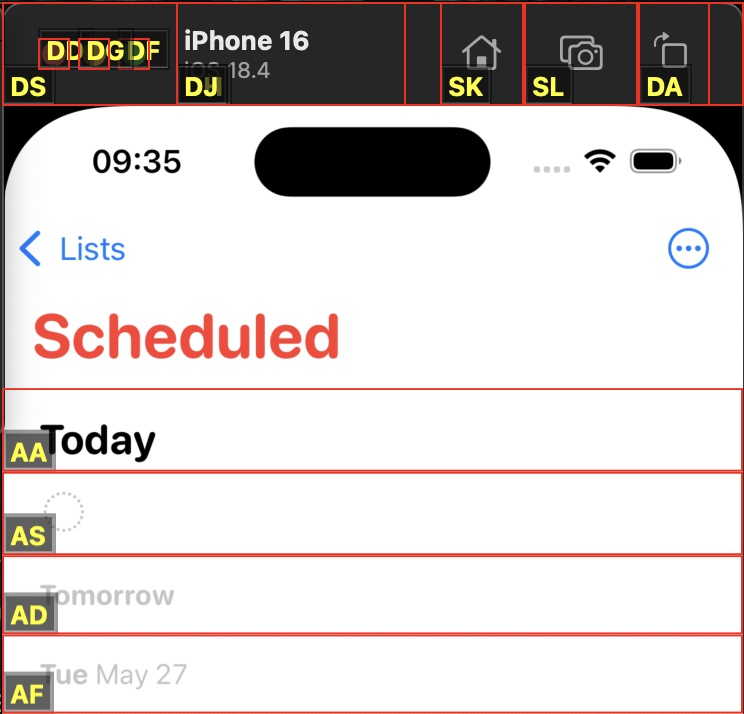 DD DG DF
iPhone 16
iOS 18.4
DS
DJ
SK
SL
DA
09:35
Lists
Scheduled
Today
AA
AS
Tomorrow
AD
Tue May 27
AF